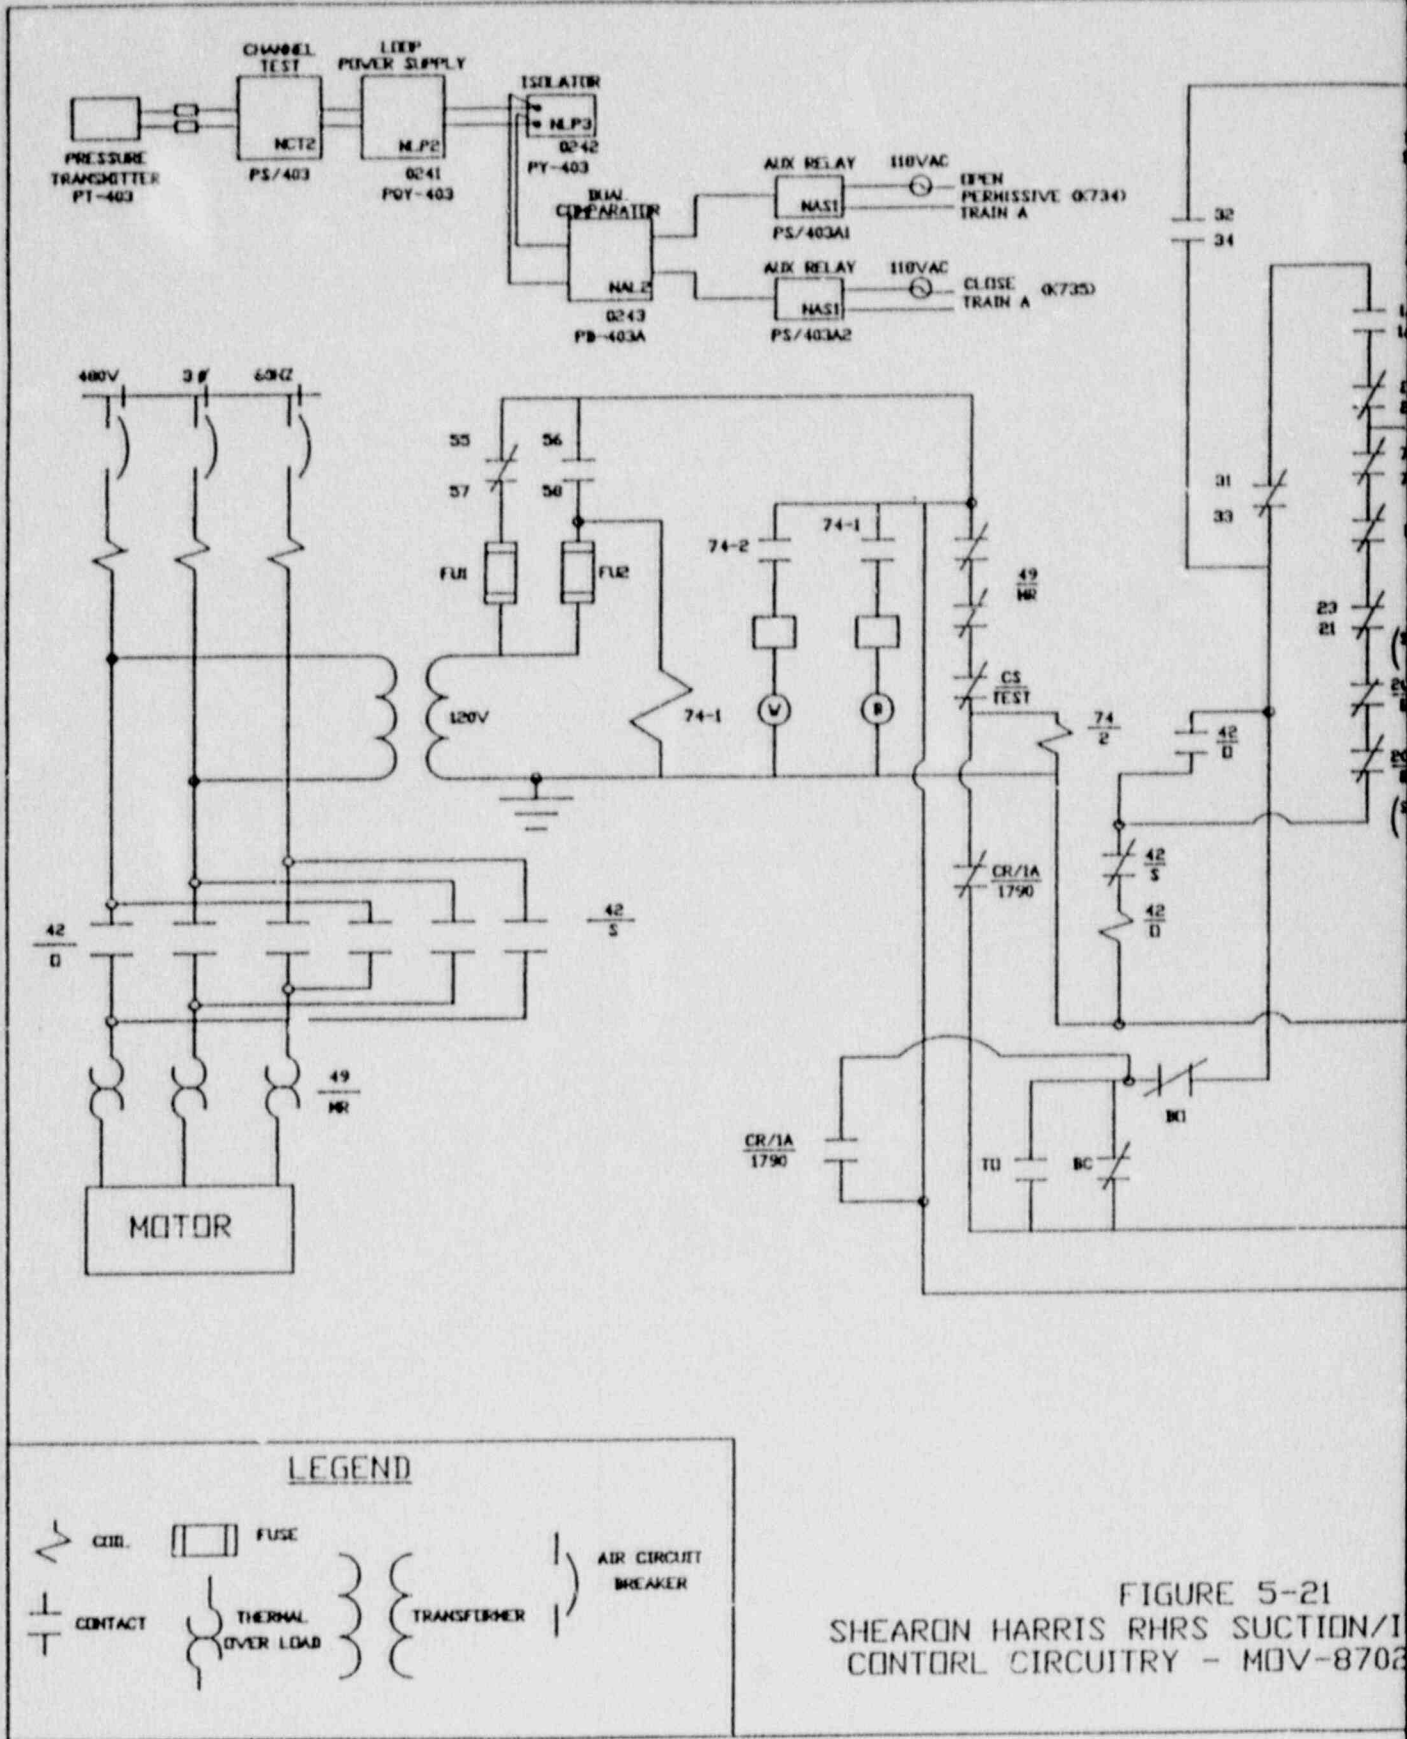 CHANNEL
TEST
LOOP
POWER SUPPLY
ISOLATOR
NCT2
NLP2
NLP3
PRESSURE
TRANSMITTER
PT-403
PS/403
0241
PQY-403
0242
PY-403
DUAL
COMPARATOR
NAL2
0243
PB-403A
AUX RELAY
110VAC
NAS1
PS/403A1
OPEN
PERMISSIVE (K734)
TRAIN A
AUX RELAY
110VAC
NAS1
PS/403A2
CLOSE (K735)
TRAIN A
32
34
480V 3Ø 60HZ
55
57
56
58
FU1
FU2
74-2
74-1
49
MR
31
33
23
21
120V
74-1
W
R
CS
TEST
74
2
42
O
CR/1A
1790
42
S
42
O
42
O
42
S
49
MR
MOTOR
CR/1A
1790
TO
BC
BO
LEGEND
COIL
FUSE
CONTACT
THERMAL
OVER LOAD
TRANSFORMER
AIR CIRCUIT
BREAKER
FIGURE 5-21
SHEARON HARRIS RHRS SUCTION/I
CONTORL CIRCUITRY - MOV-8702